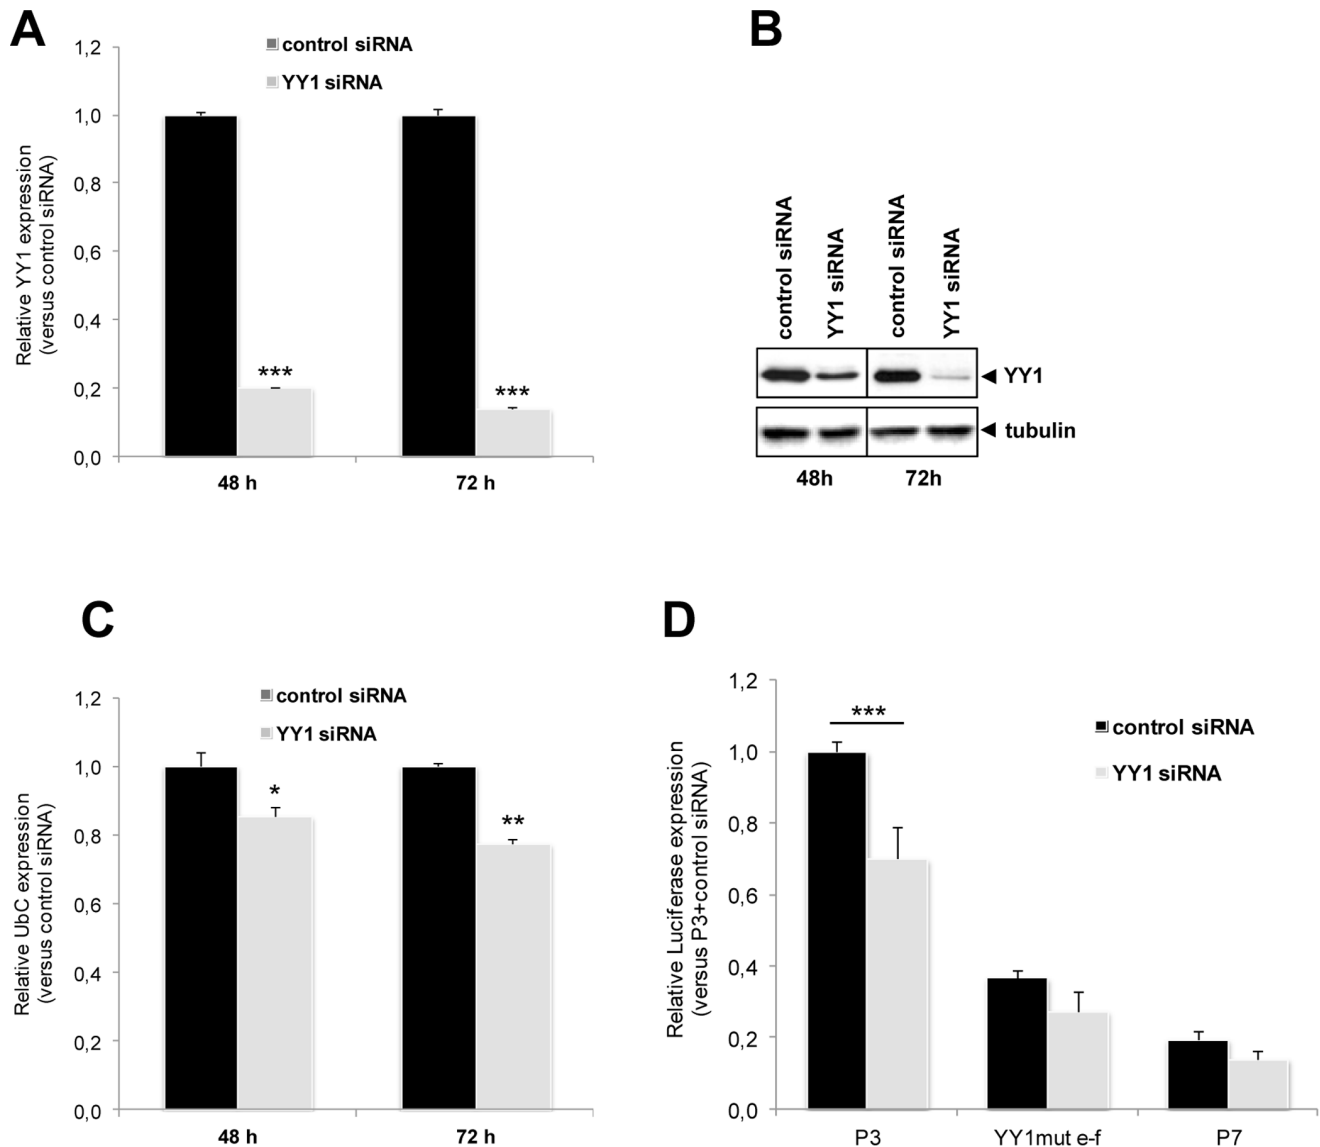 A
control siRNA
YY1 siRNA
Relative YY1 expression
(versus control siRNA)
1,2
1,0
0,8
0,6
0,4
0,2
0,0
***
***
48 h
72 h
B
control siRNA
YY1 siRNA
control siRNA
YY1 siRNA
YY1
tubulin
48h
72h
C
control siRNA
YY1 siRNA
Relative UbC expression
(versus control siRNA)
1,2
1,0
0,8
0,6
0,4
0,2
0,0
*
**
48 h
72 h
D
control siRNA
YY1 siRNA
Relative Luciferase expression
(versus P3+control siRNA)
1,2
1,0
0,8
0,6
0,4
0,2
0,0
***
P3
YY1mut e-f
P7